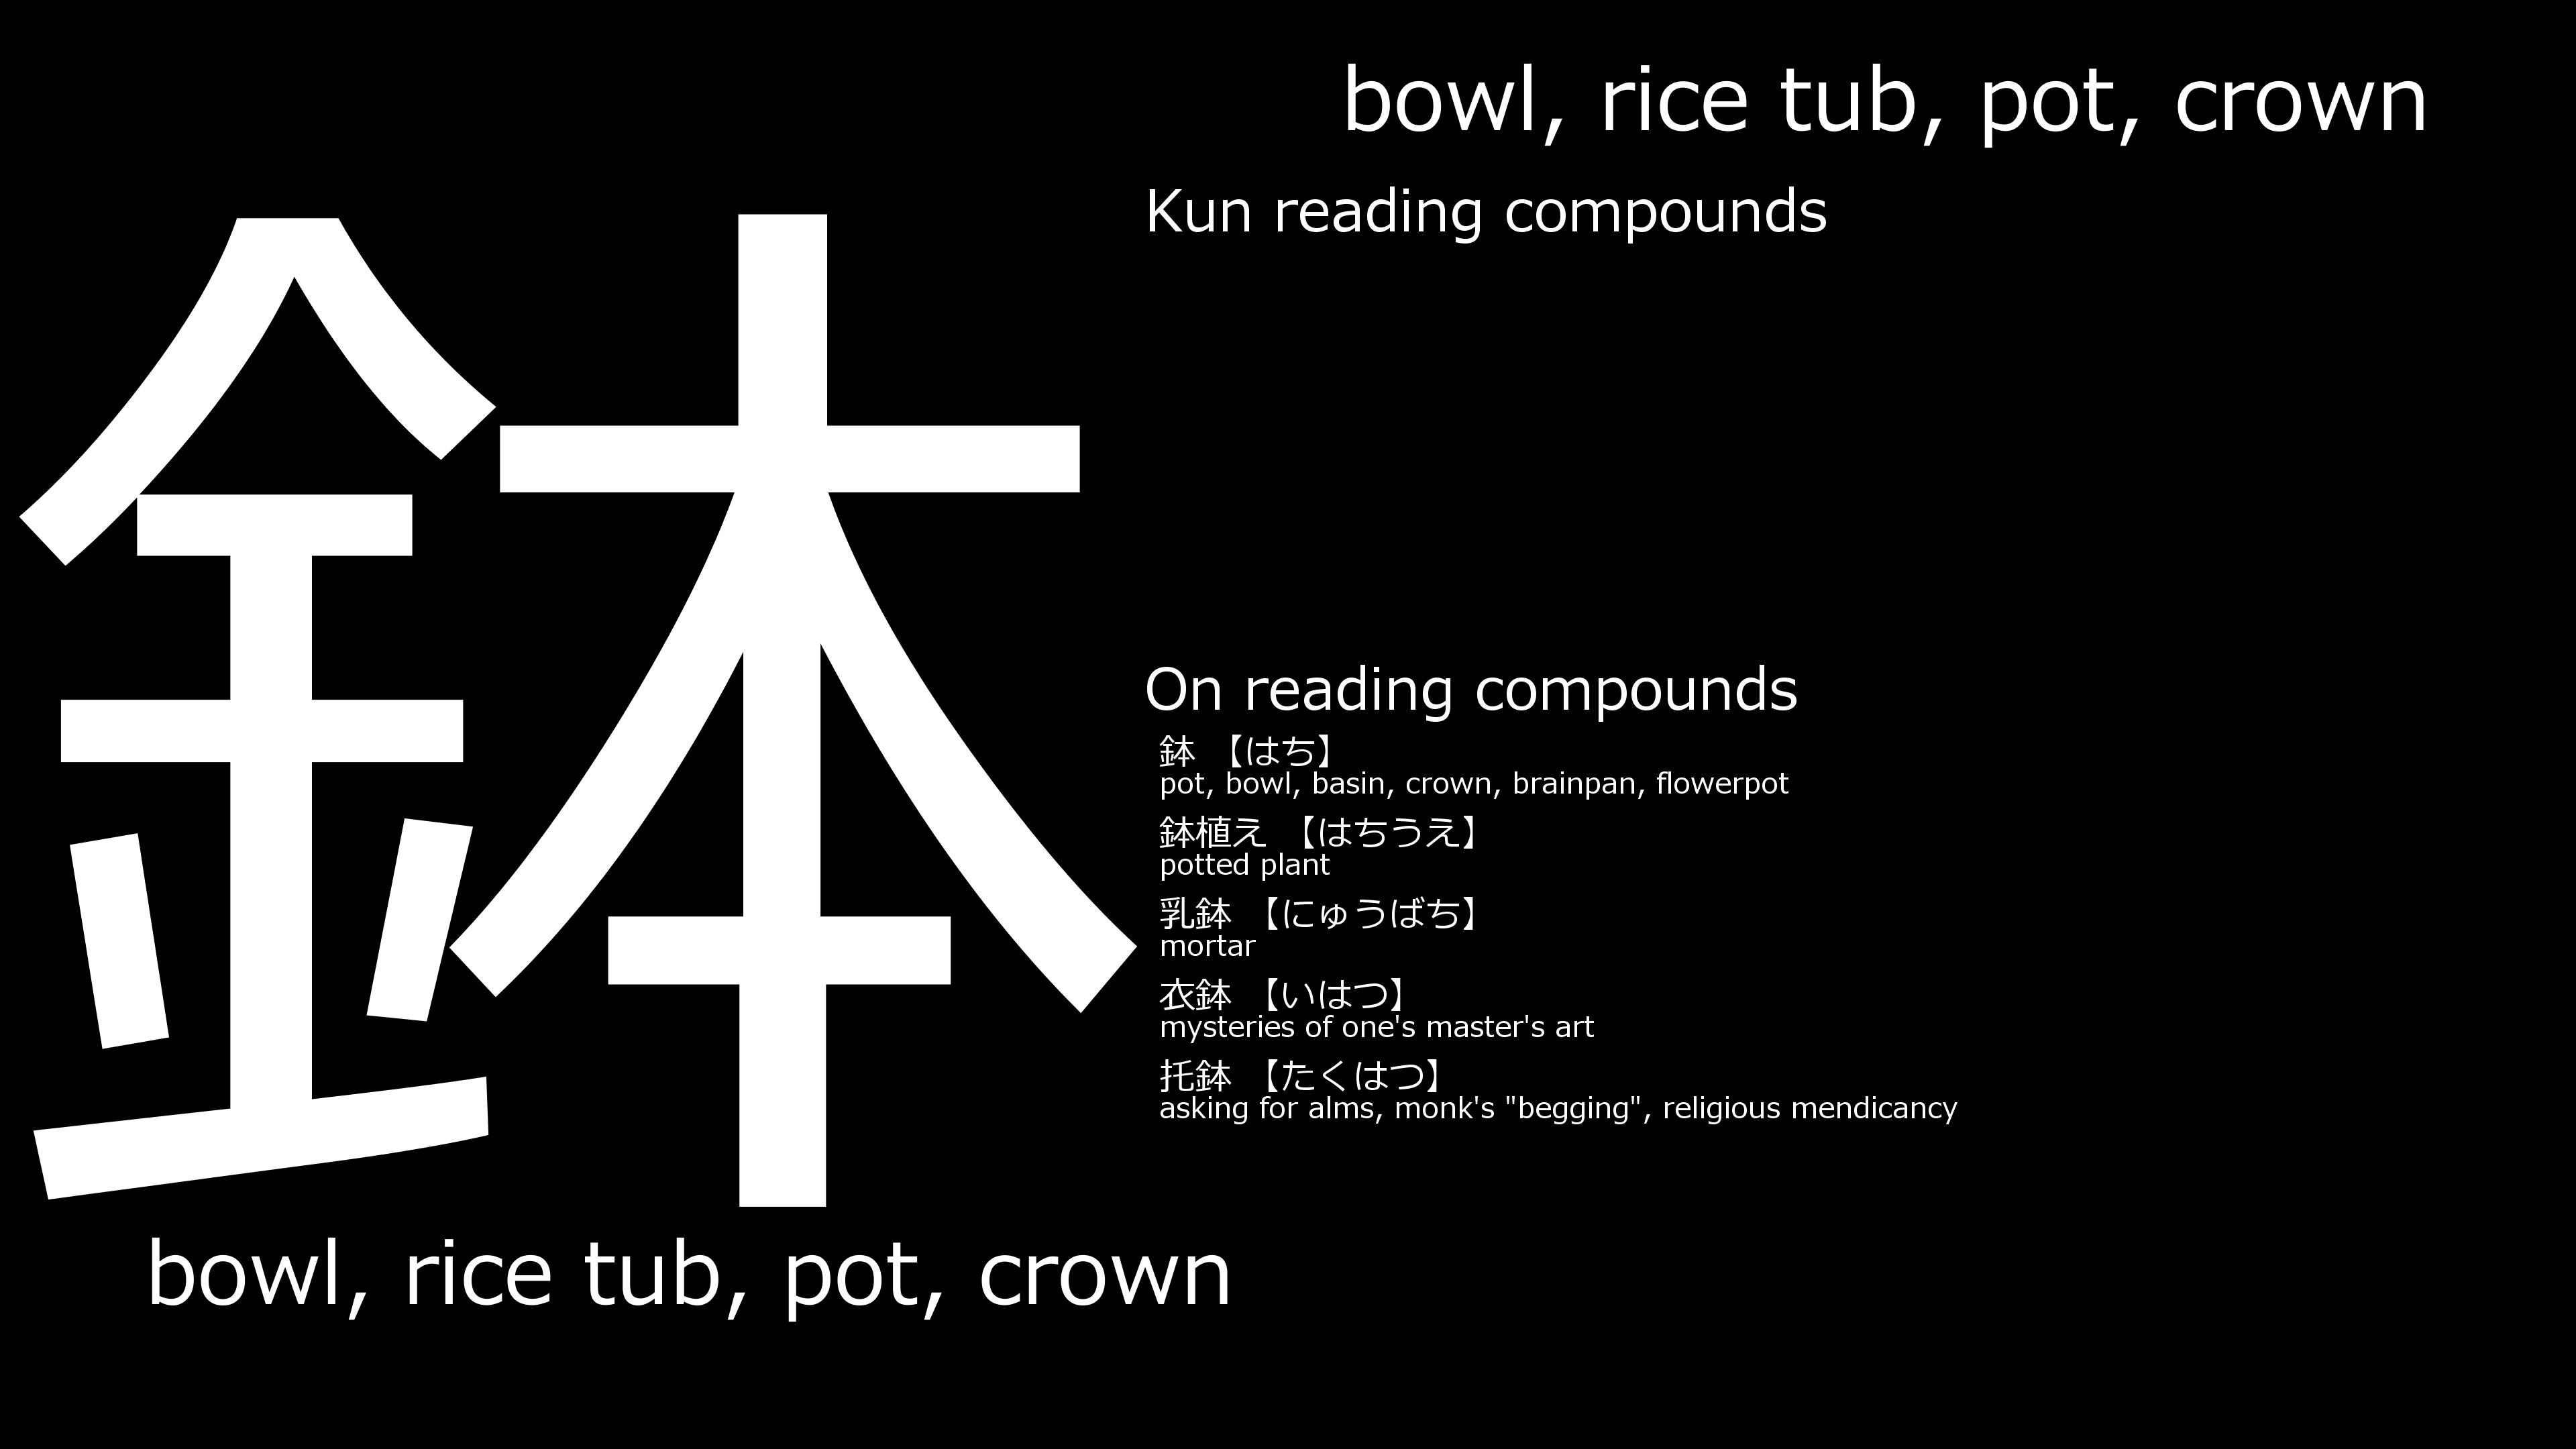 bowl, rice tub, pot, crown
Kun reading compounds
鉢
On reading compounds
鉢 【はち】
pot, bowl, basin, crown, brainpan, flowerpot
鉢植え 【はちうえ】
potted plant
乳鉢 【にゅうばち】
mortar
衣鉢 【いはつ】
mysteries of one's master's art
托鉢 【たくはつ】
asking for alms, monk's "begging", religious mendicancy
bowl, rice tub, pot, crown